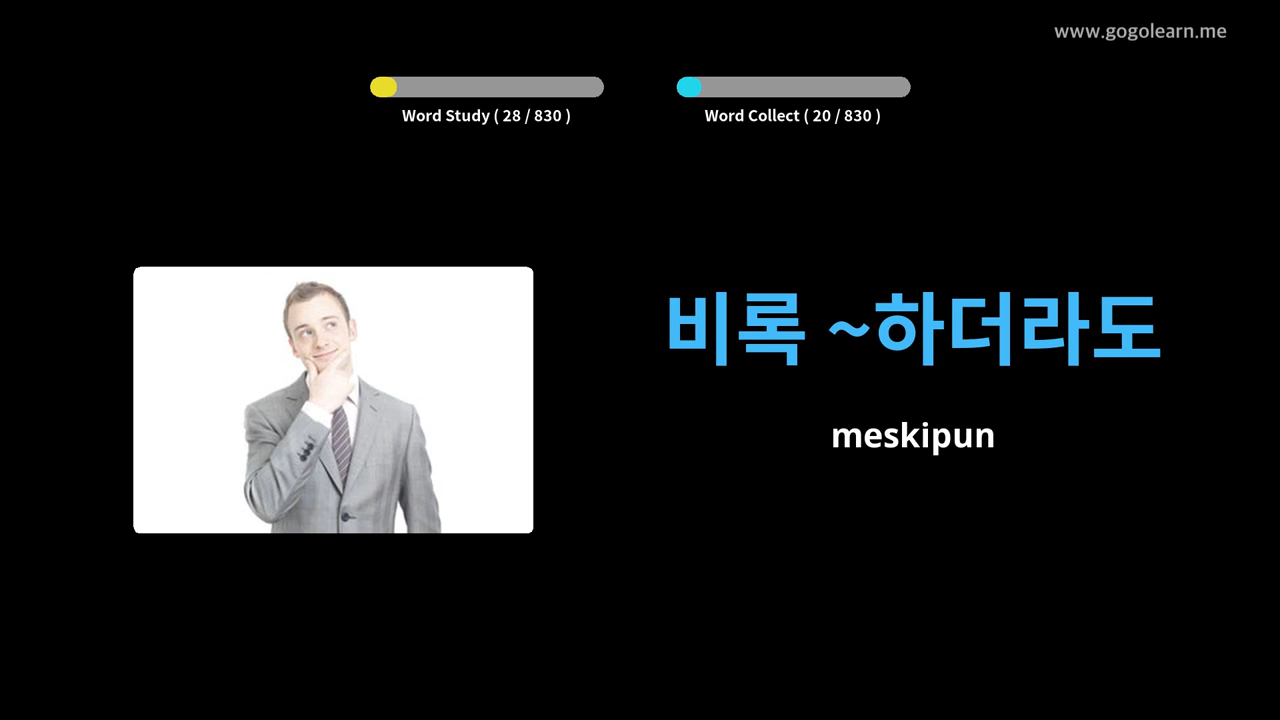 www.gogolearn.me
Word Study ( 28 / 830 )
Word Collect ( 20 / 830 )
비록 ~하더라도
meskipun